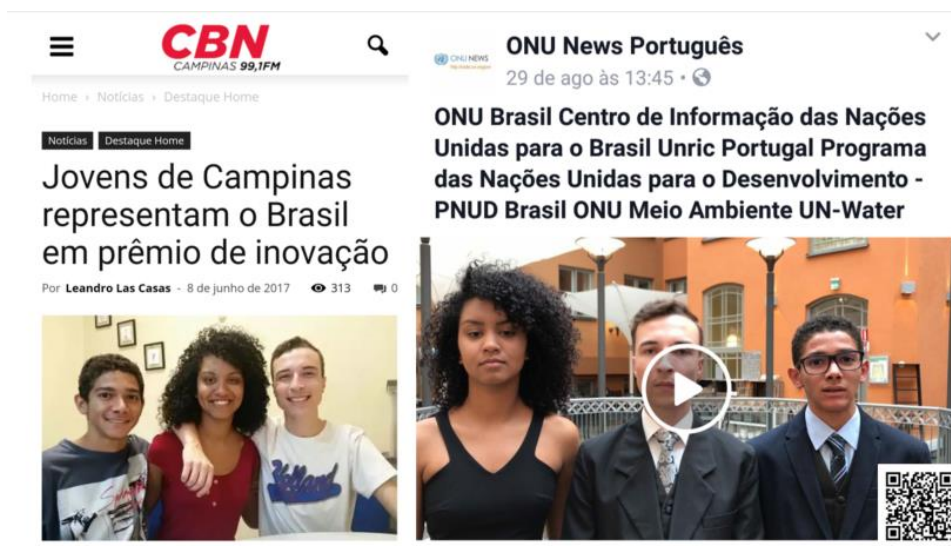 CBN
CAMPINAS 99,1FM
Home › Notícias › Destaque Home
Notícias Destaque Home
Jovens de Campinas
representam o Brasil
em prêmio de inovação
Por Leandro Las Casas - 8 de junho de 2017 313 0
ONU NEWS
ONU News Português
29 de ago às 13:45 ·
ONU Brasil Centro de Informação das Nações
Unidas para o Brasil Unric Portugal Programa
das Nações Unidas para o Desenvolvimento -
PNUD Brasil ONU Meio Ambiente UN-Water
Holland